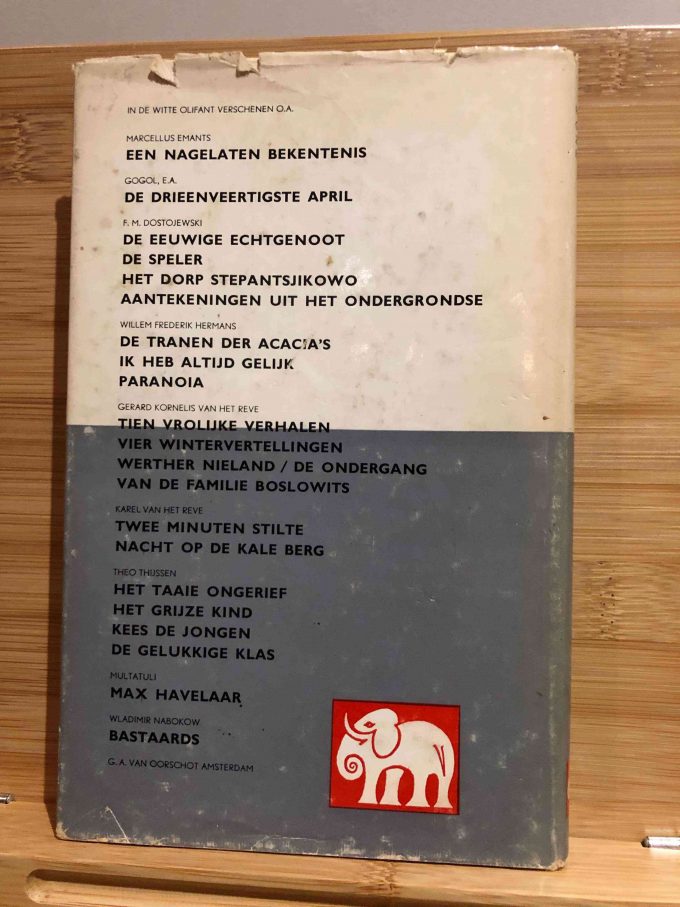 IN DE WITTE OLIFANT VERSCHENEN O.A.
MARCELLUS EMANTS
EEN NAGELATEN BEKENTENIS
GOGOL, E.A.
DE DRIEENVEERTIGSTE APRIL
F. M. DOSTOJEWSKI
DE EEUWIGE ECHTGENOOT
DE SPELER
HET DORP STEPANTSJIKOWO
AANTEKENINGEN UIT HET ONDERGRONDSE
WILLEM FREDERIK HERMANS
DE TRANEN DER ACACIA'S
IK HEB ALTIJD GELIJK
PARANOIA
GERARD KORNELIS VAN HET REVE
TIEN VROLIJKE VERHALEN
VIER WINTERVERTELLINGEN
WERTHER NIELAND / DE ONDERGANG
VAN DE FAMILIE BOSLOWITS
KAREL VAN HET REVE
TWEE MINUTEN STILTE
NACHT OP DE KALE BERG
THEO THIJSSEN
HET TAAIE ONGERIEF
HET GRIJZE KIND
KEES DE JONGEN
DE GELUKKIGE KLAS
MULTATULI
MAX HAVELAAR
WLADIMIR NABOKOW
BASTAARDS
G. A. VAN OORSCHOT AMSTERDAM